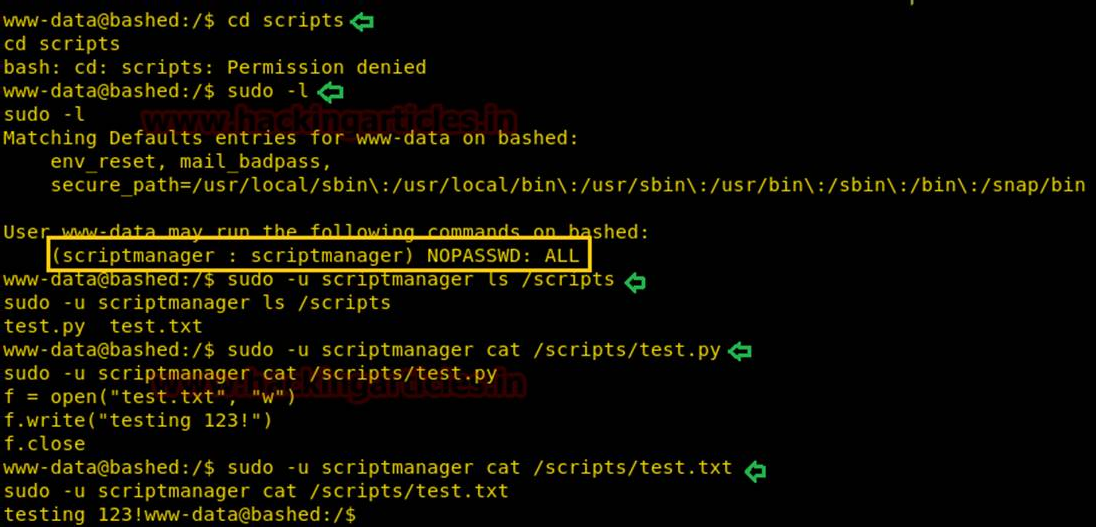 www-data@bashed:/$ cd scripts
cd scripts
bash: cd: scripts: Permission denied
www-data@bashed:/$ sudo -l
sudo -l
www.hackingarticles.in
Matching Defaults entries for www-data on bashed:
    env_reset, mail_badpass,
    secure_path=/usr/local/sbin\:/usr/local/bin\:/usr/sbin\:/usr/bin\:/sbin\:/bin\:/snap/bin

User www-data may run the following commands on bashed:
    (scriptmanager : scriptmanager) NOPASSWD: ALL
www-data@bashed:/$ sudo -u scriptmanager ls /scripts
sudo -u scriptmanager ls /scripts
test.py  test.txt
www-data@bashed:/$ sudo -u scriptmanager cat /scripts/test.py
sudo -u scriptmanager cat /scripts/test.py
www.hackingarticles.in
f = open("test.txt", "w")
f.write("testing 123!")
f.close
www-data@bashed:/$ sudo -u scriptmanager cat /scripts/test.txt
sudo -u scriptmanager cat /scripts/test.txt
testing 123!www-data@bashed:/$